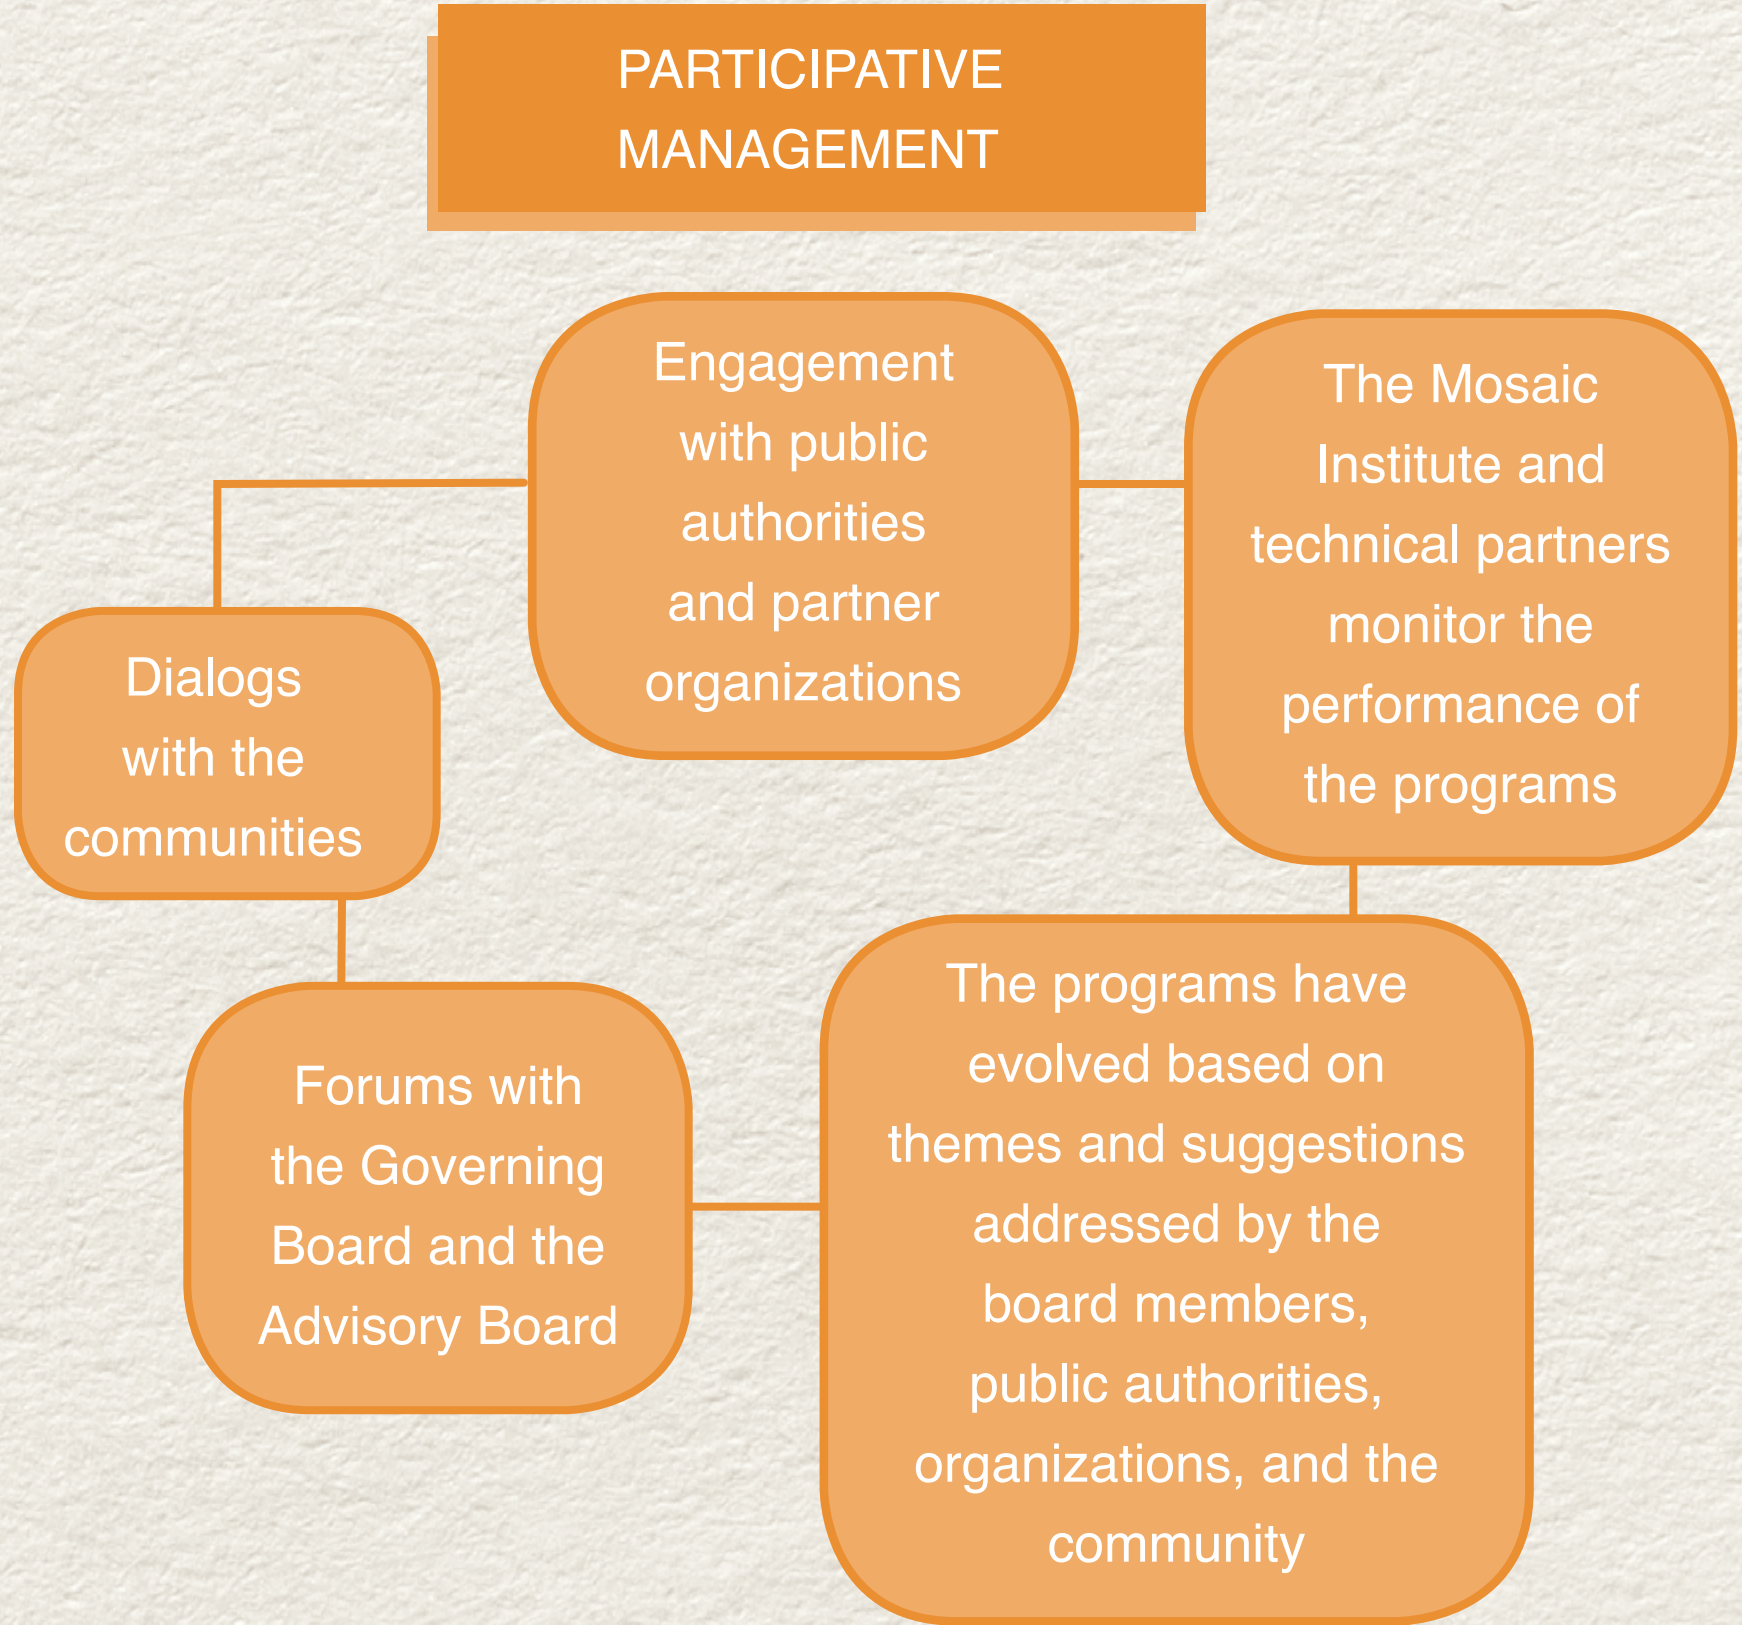 PARTICIPATIVE
MANAGEMENT
Engagement
with public
authorities
and partner
organizations
The Mosaic
Institute and
technical partners
monitor the
performance of
the programs
Dialogs
with the
communities
Forums with
the Governing
Board and the
Advisory Board
The programs have
evolved based on
themes and suggestions
addressed by the
board members,
public authorities,
organizations, and the
community